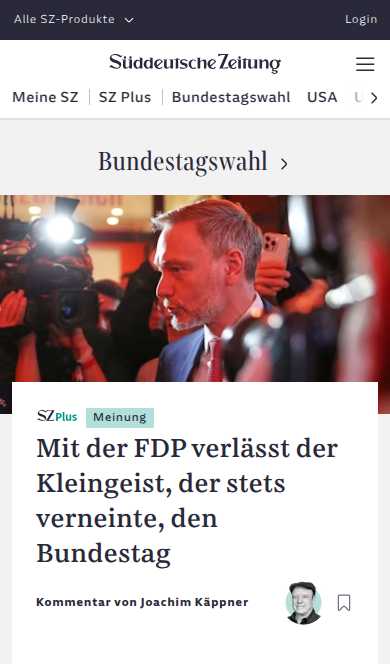 Alle SZ-Produkte
Login
Süddeutsche Zeitung
Meine SZ
SZ Plus
Bundestagswahl
USA
Bundestagswahl
SZ Plus
Meinung
Mit der FDP verlässt der
Kleingeist, der stets
verneinte, den
Bundestag
Kommentar von Joachim Käppner